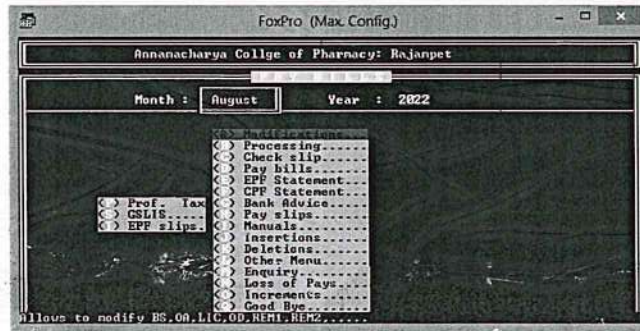 FoxPro (Max. Config.)
Annamacharya Collge of Pharmacy: Rajampet
Month : August Year : 2022
Modifications...
Processing......
Check slip......
Pay bills.......
EPF Statement....
CPF Statement....
Bank Advice.....
Pay slips.......
Manuals.........
Insertions......
Deletions.......
Other Menu......
Enquiry.........
Loss of Pays....
Increments......
Good Bye........
Prof. Tax
GSLIS.....
EPF slips.
Allows to modify BS,OA,LIC,OD,REM1,REM2......